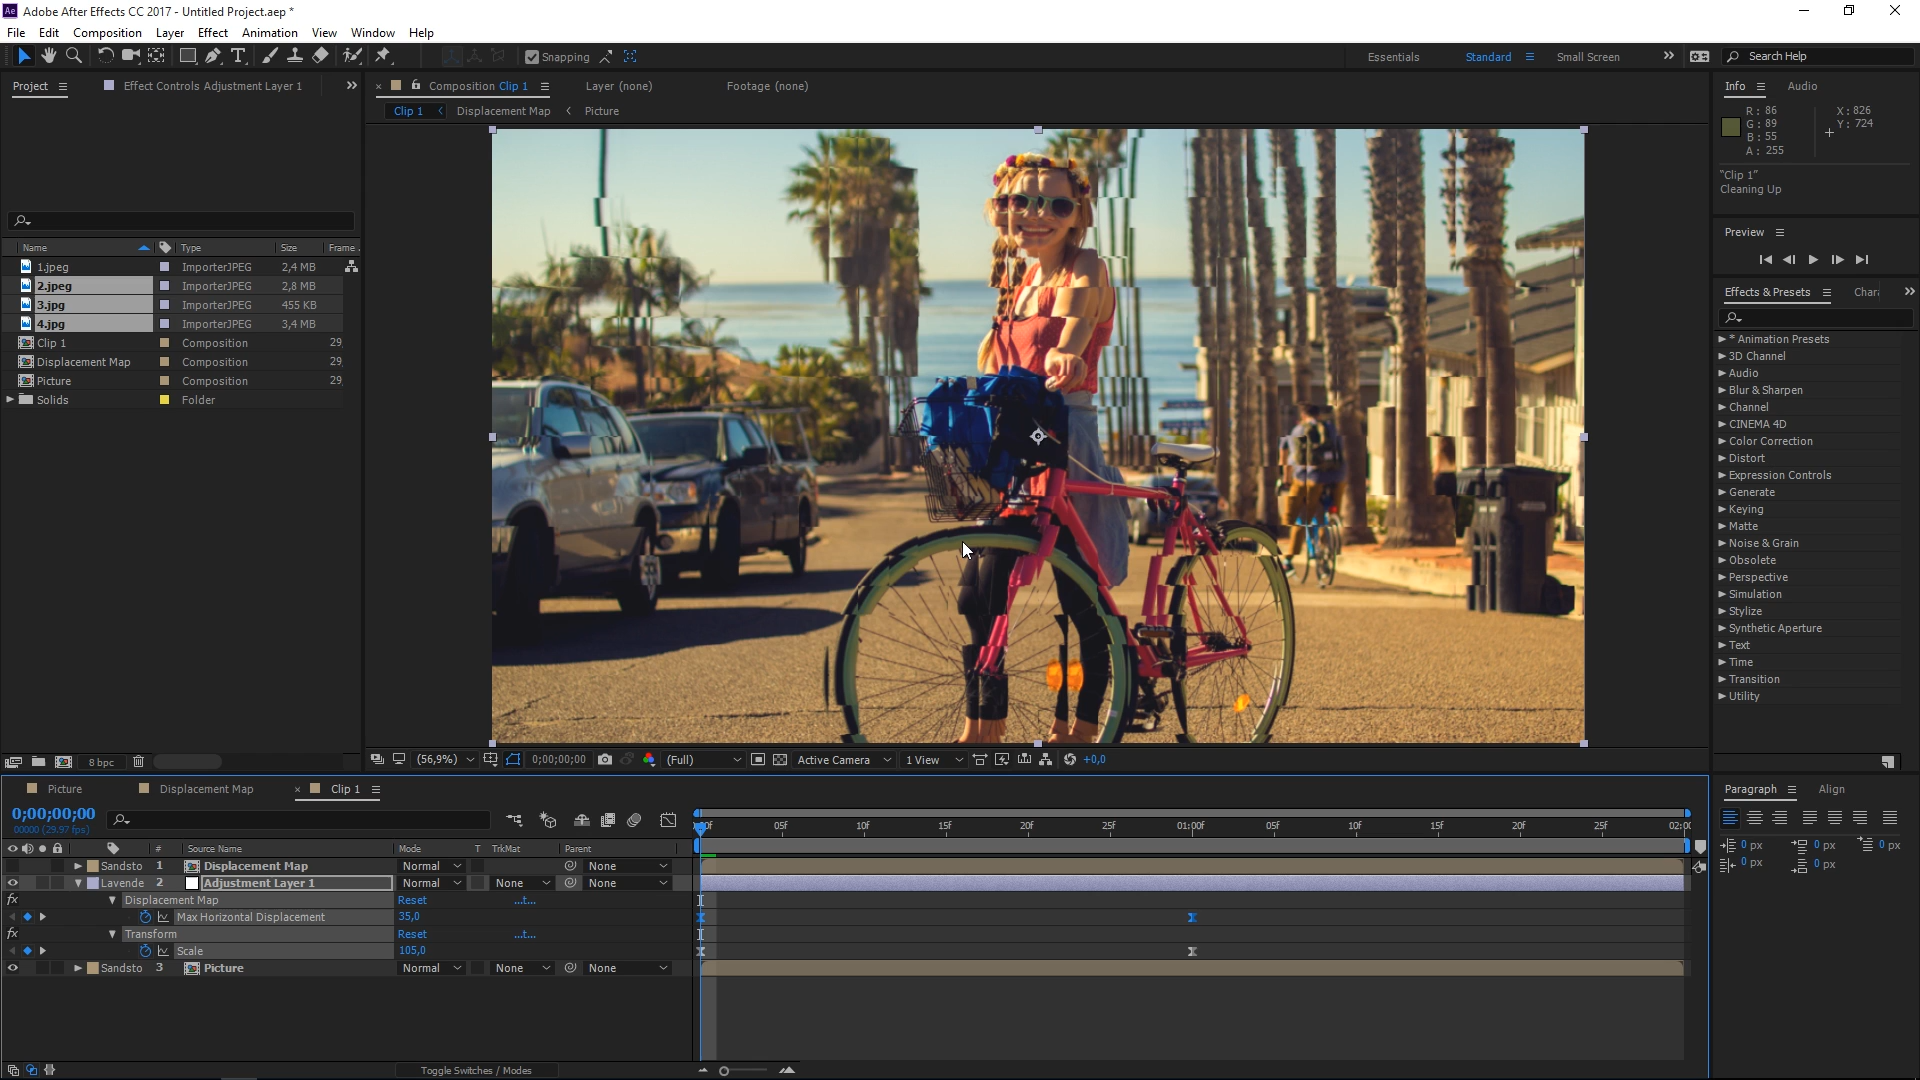 Adobe After Effects CC 2017 - Untitled Project.aep *
File Edit Composition Layer Effect Animation View Window Help
Snapping Essentials Standard Small Screen Search Help
Project Effect Controls Adjustment Layer 1 Composition Clip 1 Layer (none) Footage (none) Info Audio
Clip 1 Displacement Map Picture
R: 86 X: 826
G: 89 Y: 724
B: 55
A: 255
"Clip 1"
Cleaning Up
Preview
Name Type Size Frame
1.jpeg ImporterJPEG 2,4 MB
2.jpeg ImporterJPEG 2,8 MB
3.jpg ImporterJPEG 455 KB
4.jpg ImporterJPEG 3,4 MB
Clip 1 Composition 29
Displacement Map Composition 29
Picture Composition 29
Solids Folder
Effects & Presets Chara
* Animation Presets
3D Channel
Audio
Blur & Sharpen
Channel
CINEMA 4D
Color Correction
Distort
Expression Controls
Generate
Keying
Matte
Noise & Grain
Obsolete
Perspective
Simulation
Stylize
Synthetic Aperture
Text
Time
Transition
Utility
8 bpc (56,9%) 0;00;00;00 (Full) Active Camera 1 View +0,0
Picture Displacement Map Clip 1
0;00;00;00
00000 (29.97 fps)
05f 10f 15f 20f 25f 01:00f 05f 10f 15f 20f 25f 02:00
# Source Name Mode T TrkMat Parent
Sandsto 1 Displacement Map Normal None
Lavende 2 Adjustment Layer 1 Normal None None
fx Displacement Map Reset ...t...
Max Horizontal Displacement 35,0
fx Transform Reset ...t...
Scale 105,0
Sandsto 3 Picture Normal None None
Toggle Switches / Modes
Paragraph Align
0 px 0 px 0 px
0 px 0 px